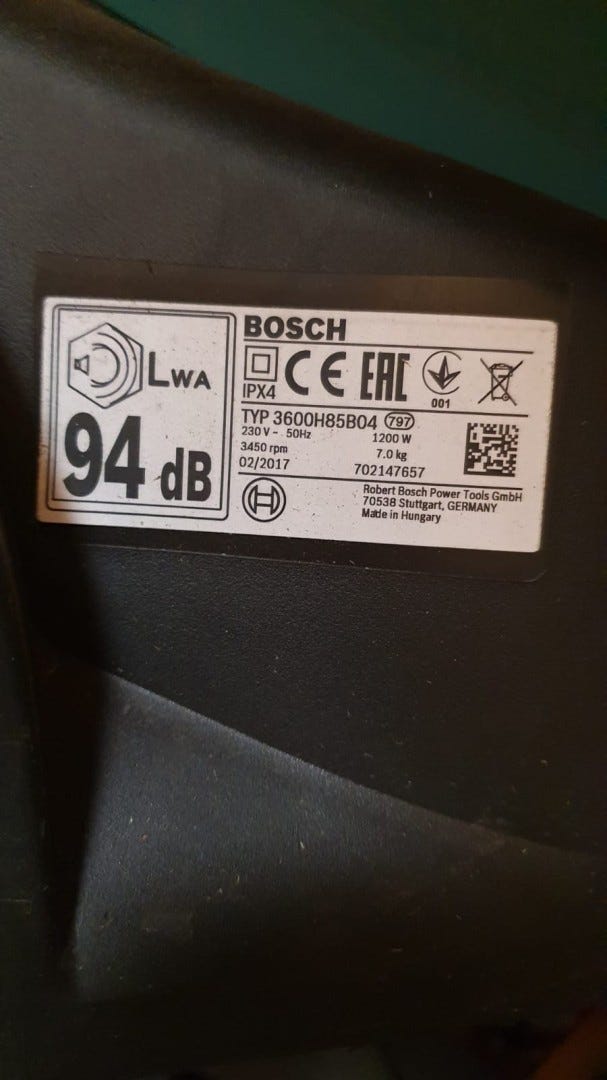 LWA
94 dB
BOSCH
IPX4
CE EAC
001
TYP 3600H85B04 797
230 V ~ 50Hz 1200 W
3450 rpm 7.0 kg
02/2017 702147657
Robert Bosch Power Tools GmbH
70538 Stuttgart, GERMANY
Made in Hungary